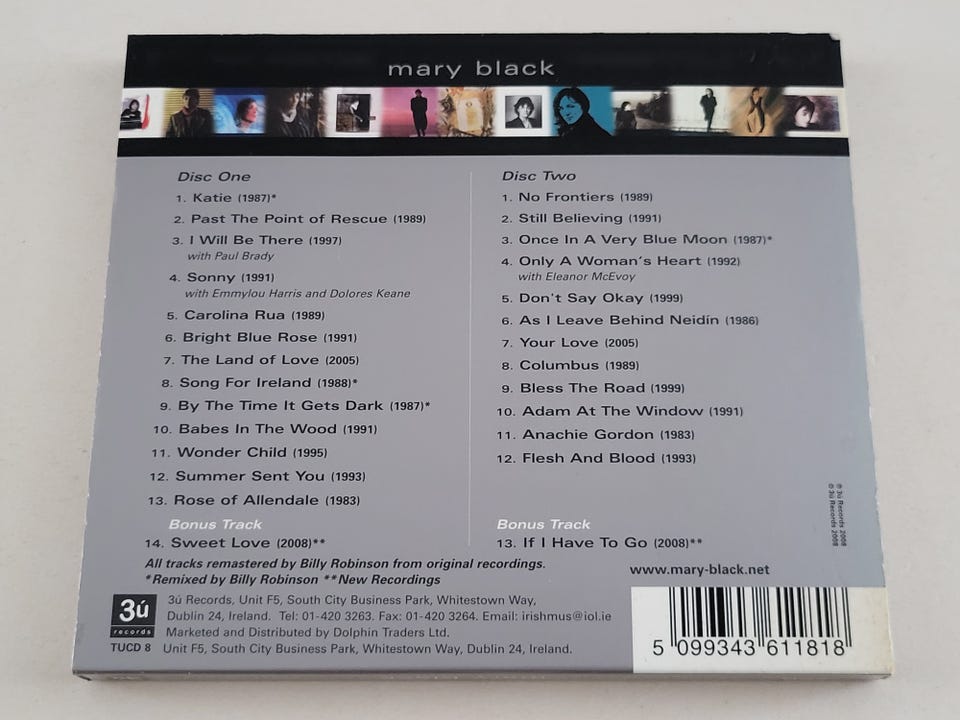 mary black
Disc One
1. Katie (1987)*
2. Past The Point of Rescue (1989)
3. I Will Be There (1997)
with Paul Brady
4. Sonny (1991)
with Emmylou Harris and Dolores Keane
5. Carolina Rua (1989)
6. Bright Blue Rose (1991)
7. The Land of Love (2005)
8. Song For Ireland (1988)*
9. By The Time It Gets Dark (1987)*
10. Babes In The Wood (1991)
11. Wonder Child (1995)
12. Summer Sent You (1993)
13. Rose of Allendale (1983)
Bonus Track
14. Sweet Love (2008)**
Disc Two
1. No Frontiers (1989)
2. Still Believing (1991)
3. Once In A Very Blue Moon (1987)*
4. Only A Woman's Heart (1992)
with Eleanor McEvoy
5. Don't Say Okay (1999)
6. As I Leave Behind Neidín (1986)
7. Your Love (2005)
8. Columbus (1989)
9. Bless The Road (1999)
10. Adam At The Window (1991)
11. Anachie Gordon (1983)
12. Flesh And Blood (1993)
Bonus Track
13. If I Have To Go (2008)**
℗ 3ú Records 2008
© 3ú Records 2008
All tracks remastered by Billy Robinson from original recordings.
*Remixed by Billy Robinson **New Recordings
www.mary-black.net
3ú
records
TUCD 8
3ú Records, Unit F5, South City Business Park, Whitestown Way,
Dublin 24, Ireland. Tel: 01-420 3263. Fax: 01-420 3264. Email: irishmus@iol.ie
Marketed and Distributed by Dolphin Traders Ltd.
Unit F5, South City Business Park, Whitestown Way, Dublin 24, Ireland.
5 099343 611818